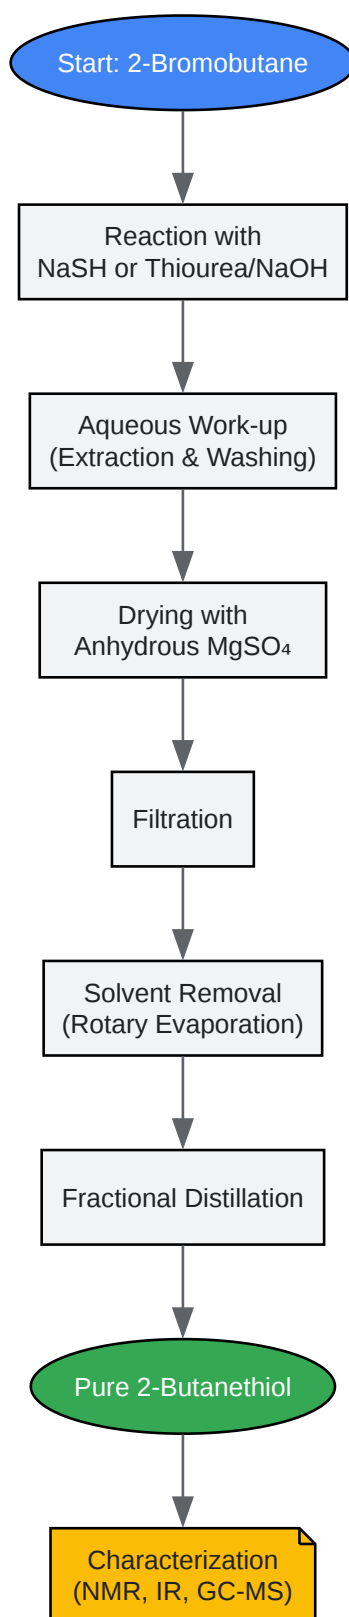 Start: 2-Bromobutane
Reaction with
NaSH or Thiourea/NaOH
Aqueous Work-up
(Extraction & Washing)
Drying with
Anhydrous MgSO₄
Filtration
Solvent Removal
(Rotary Evaporation)
Fractional Distillation
Pure 2-Butanethiol
Characterization
(NMR, IR, GC-MS)